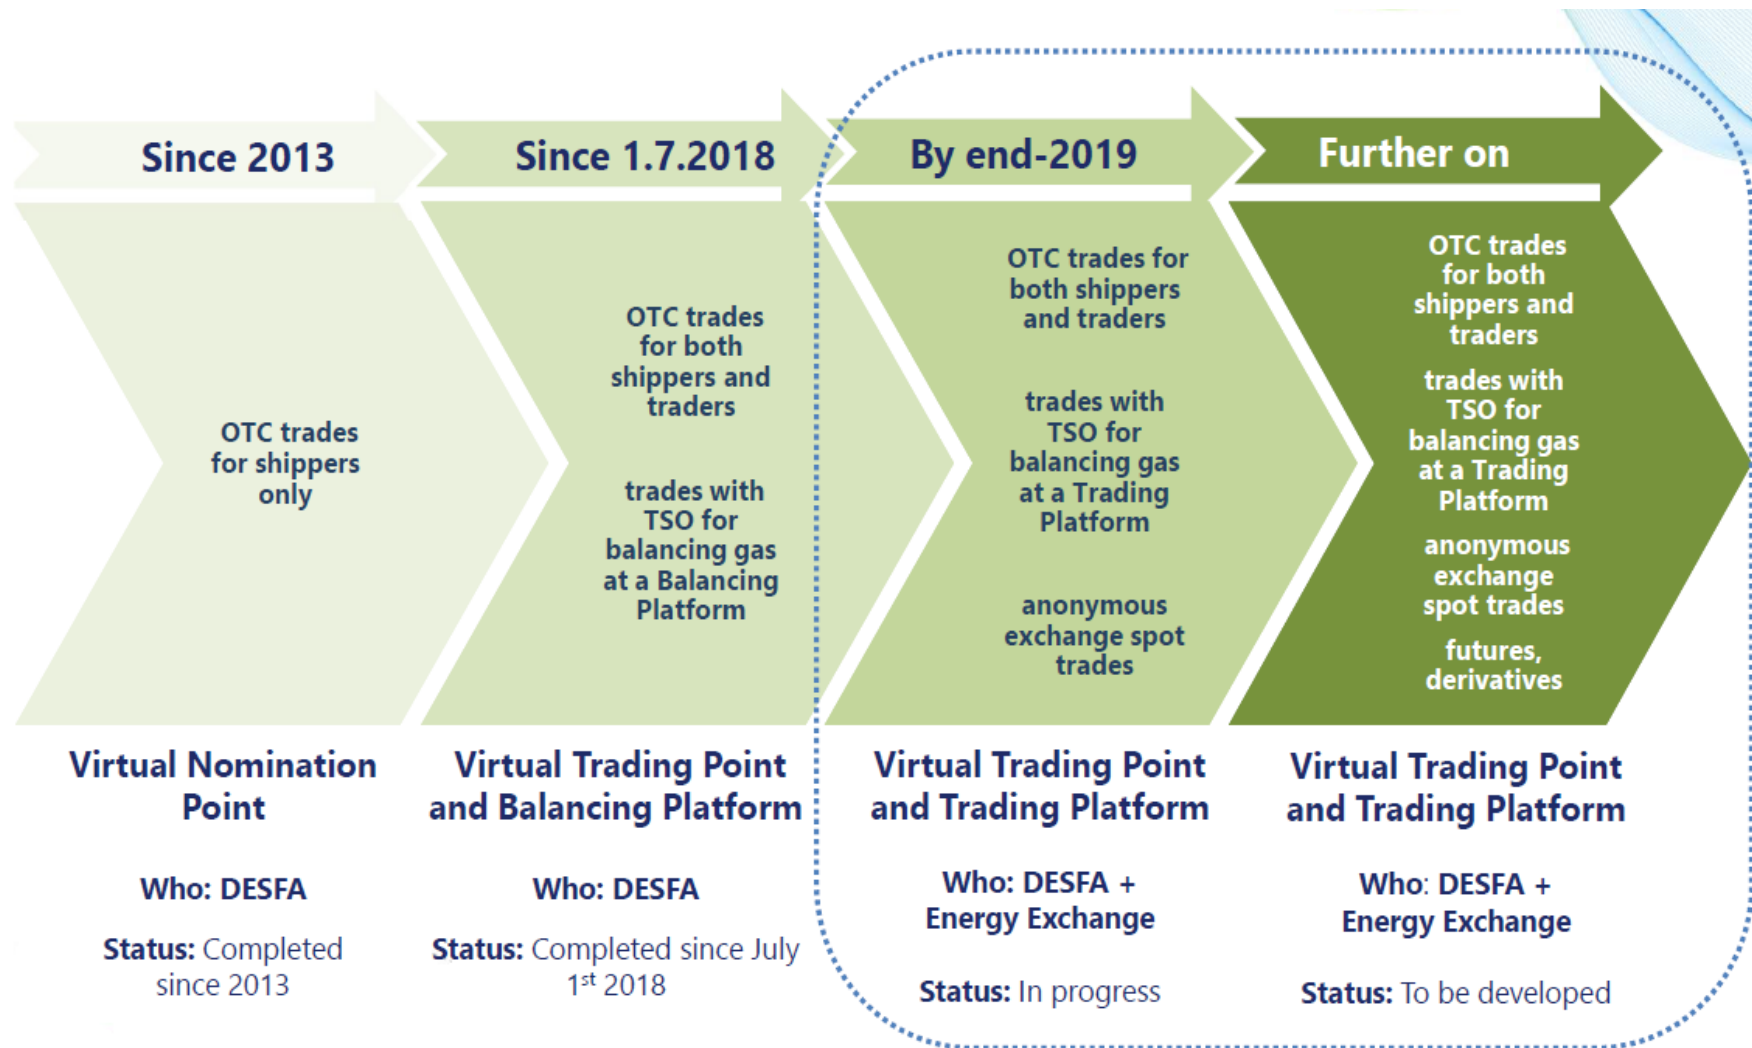 Since 2013
Since 1.7.2018
By end-2019
Further on
OTC trades
for shippers
only
OTC trades
for both
shippers and
traders
trades with
TSO for
balancing gas
at a Balancing
Platform
OTC trades for
both shippers
and traders
trades with
TSO for
balancing gas
at a Trading
Platform
anonymous
exchange spot
trades
OTC trades
for both
shippers and
traders
trades with
TSO for
balancing gas
at a Trading
Platform
anonymous
exchange
spot trades
futures,
derivatives
Virtual Nomination
Point
Who: DESFA
Status: Completed
since 2013
Virtual Trading Point
and Balancing Platform
Who: DESFA
Status: Completed since July
1st 2018
Virtual Trading Point
and Trading Platform
Who: DESFA +
Energy Exchange
Status: In progress
Virtual Trading Point
and Trading Platform
Who: DESFA +
Energy Exchange
Status: To be developed